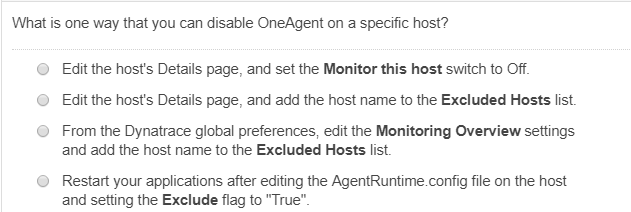 What is one way that you can disable OneAgent on a specific host?
Edit the host's Details page, and set the Monitor this host switch to Off.
Edit the host's Details page, and add the host name to the Excluded Hosts list.
From the Dynatrace global preferences, edit the Monitoring Overview settings
and add the host name to the Excluded Hosts list.
Restart your applications after editing the AgentRuntime.config file on the host
and setting the Exclude flag to "True".